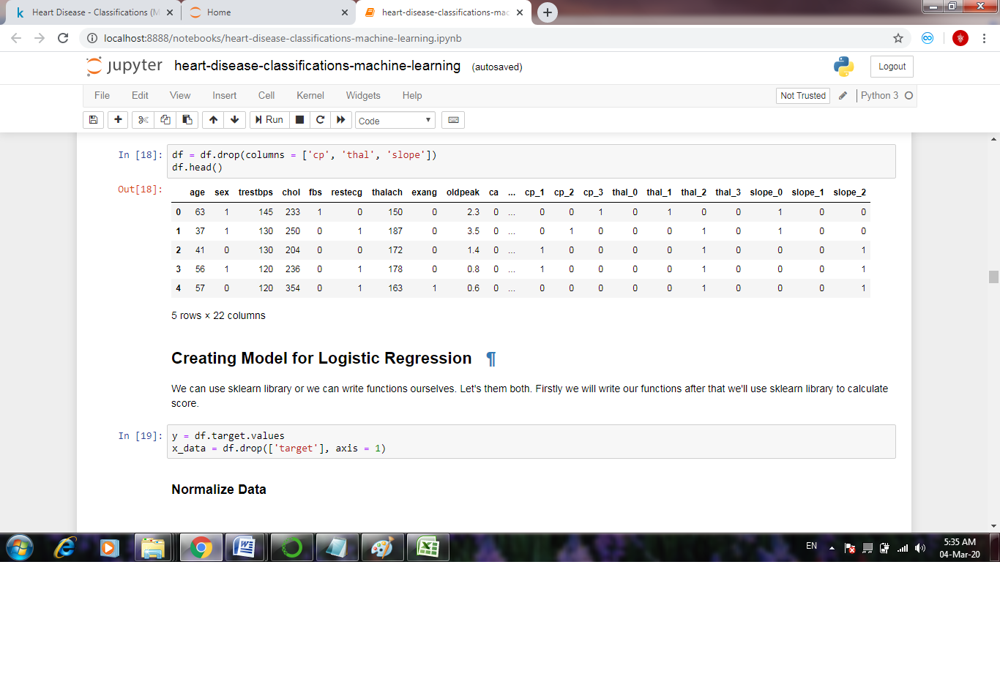 Heart Disease - Classifications (M
Home
heart-disease-classifications-mac
localhost:8888/notebooks/heart-disease-classifications-machine-learning.ipynb
jupyter heart-disease-classifications-machine-learning (autosaved)
Logout
File Edit View Insert Cell Kernel Widgets Help
Not Trusted
Python 3
Run
Code
In [18]: df = df.drop(columns = ['cp', 'thal', 'slope'])
df.head()
Out[18]:
age sex trestbps chol fbs restecg thalach exang oldpeak ca ... cp_1 cp_2 cp_3 thal_0 thal_1 thal_2 thal_3 slope_0 slope_1 slope_2
0 63 1 145 233 1 0 150 0 2.3 0 ... 0 0 1 0 1 0 0 1 0 0
1 37 1 130 250 0 1 187 0 3.5 0 ... 0 1 0 0 0 1 0 1 0 0
2 41 0 130 204 0 0 172 0 1.4 0 ... 1 0 0 0 0 1 0 0 0 1
3 56 1 120 236 0 1 178 0 0.8 0 ... 1 0 0 0 0 1 0 0 0 1
4 57 0 120 354 0 1 163 1 0.6 0 ... 0 0 0 0 0 1 0 0 0 1
5 rows × 22 columns
Creating Model for Logistic Regression ¶
We can use sklearn library or we can write functions ourselves. Let's them both. Firstly we will write our functions after that we'll use sklearn library to calculate
score.
In [19]: y = df.target.values
x_data = df.drop(['target'], axis = 1)
Normalize Data
EN
5:35 AM
04-Mar-20